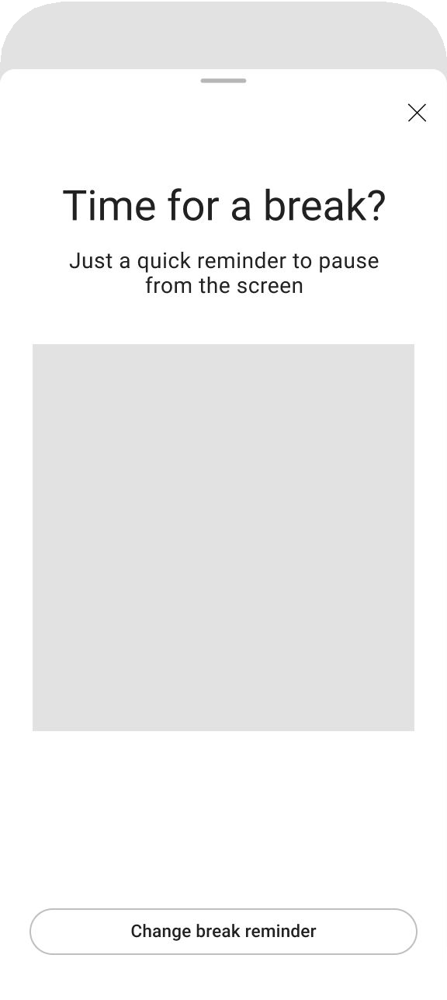 Time for a break?
Just a quick reminder to pause
from the screen
Change break reminder